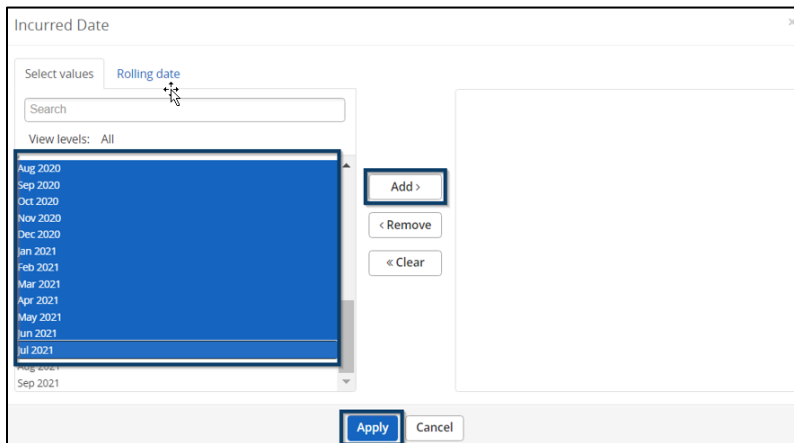 Incurred Date
×
Select values
Rolling date
Search
View levels: All
Aug 2020
Sep 2020
Oct 2020
Nov 2020
Dec 2020
Jan 2021
Feb 2021
Mar 2021
Apr 2021
May 2021
Jun 2021
Jul 2021
Aug 2021
Sep 2021
Add >
< Remove
« Clear
Apply
Cancel